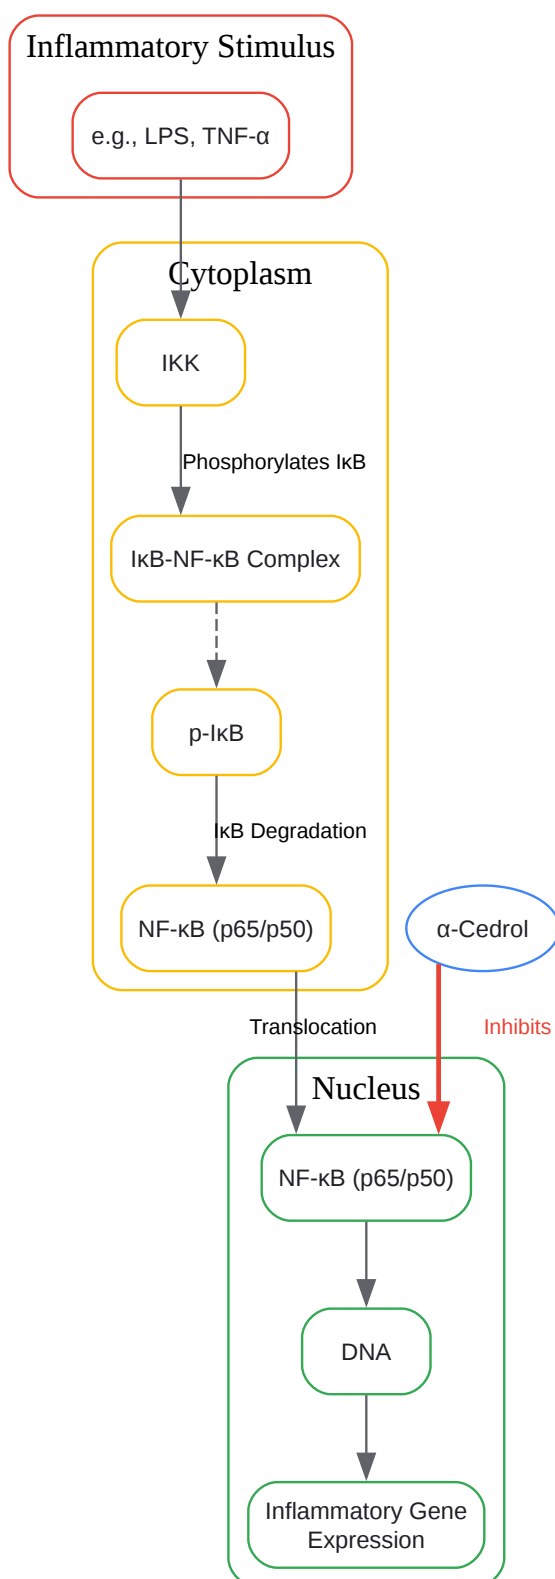 Inflammatory Stimulus
e.g., LPS, TNF-α
Cytoplasm
IKK
Phosphorylates IκB
IκB-NF-κB Complex
p-IκB
IκB Degradation
NF-κB (p65/p50)
α-Cedrol
Translocation
Inhibits
Nucleus
NF-κB (p65/p50)
DNA
Inflammatory Gene
Expression